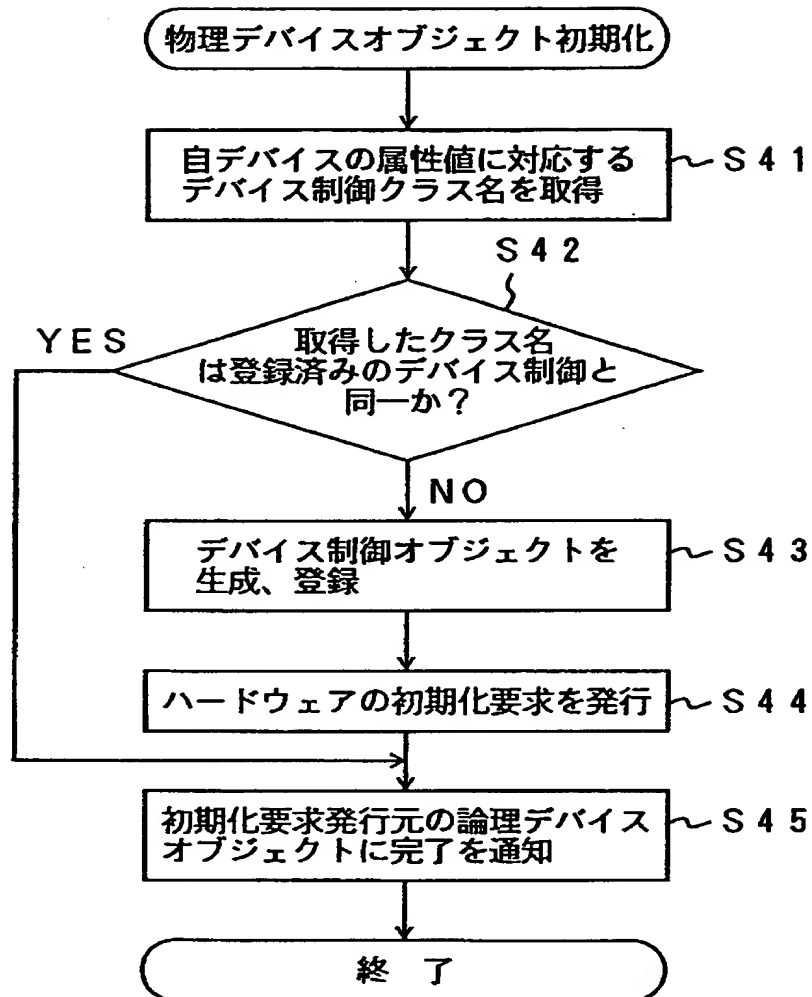 物理デバイスオブジェクト初期化
自デバイスの属性値に対応する
デバイス制御クラス名を取得
S41
S42
YES
取得したクラス名
は登録済みのデバイス制御と
同一か？
NO
デバイス制御オブジェクトを
生成、登録
S43
ハードウェアの初期化要求を発行
S44
初期化要求発行元の論理デバイス
オブジェクトに完了を通知
S45
終了